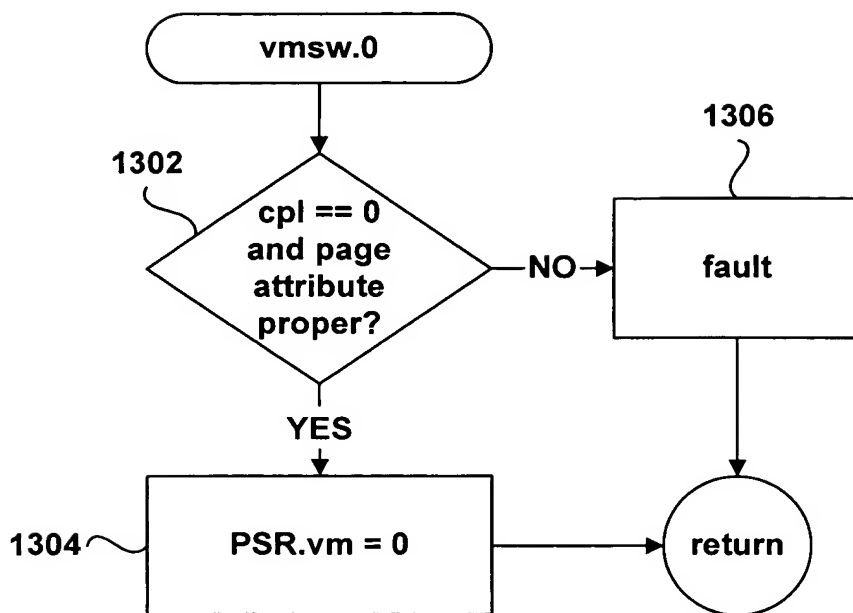 vmsw.0
1306
1302
cpl == 0
and page
attribute
proper?
NO
fault
YES
1304
PSR.vm = 0
return